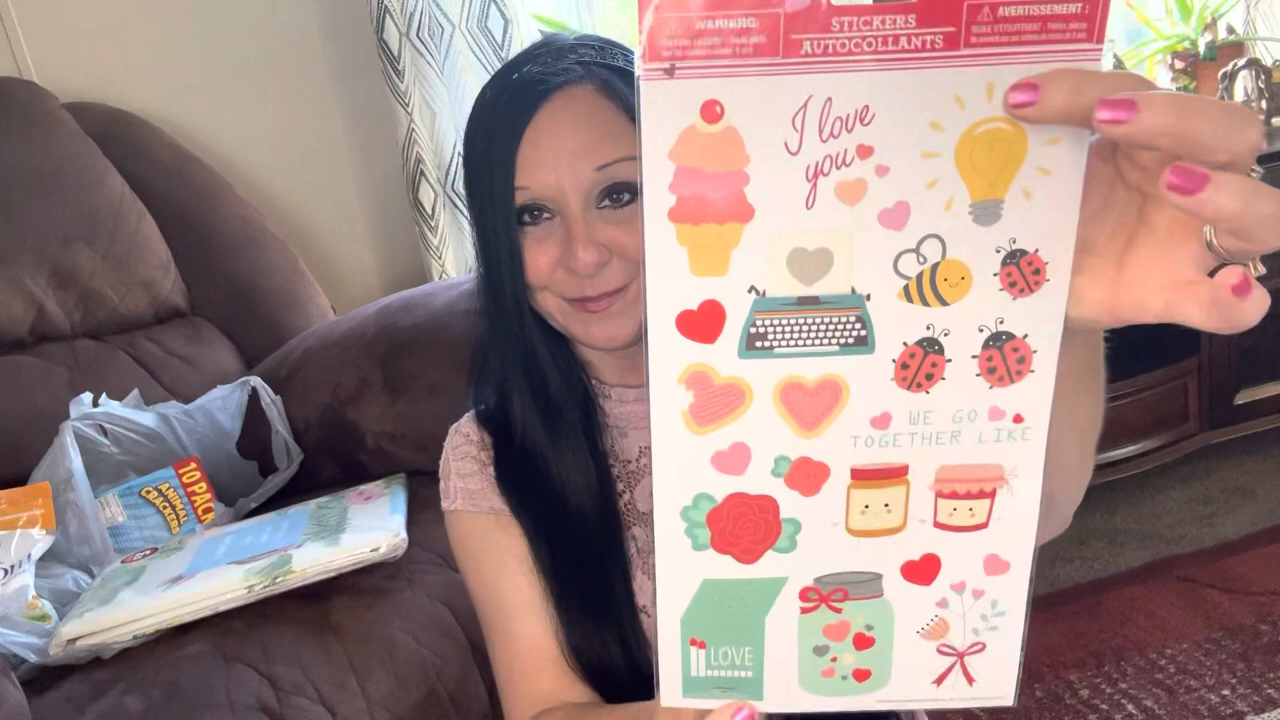 WARNING:
STICKERS
AUTOCOLLANTS
AVERTISSEMENT:
I love
you
WE GO
TOGETHER LIKE
LOVE
10 PACK
ANIMAL
CRACKERS